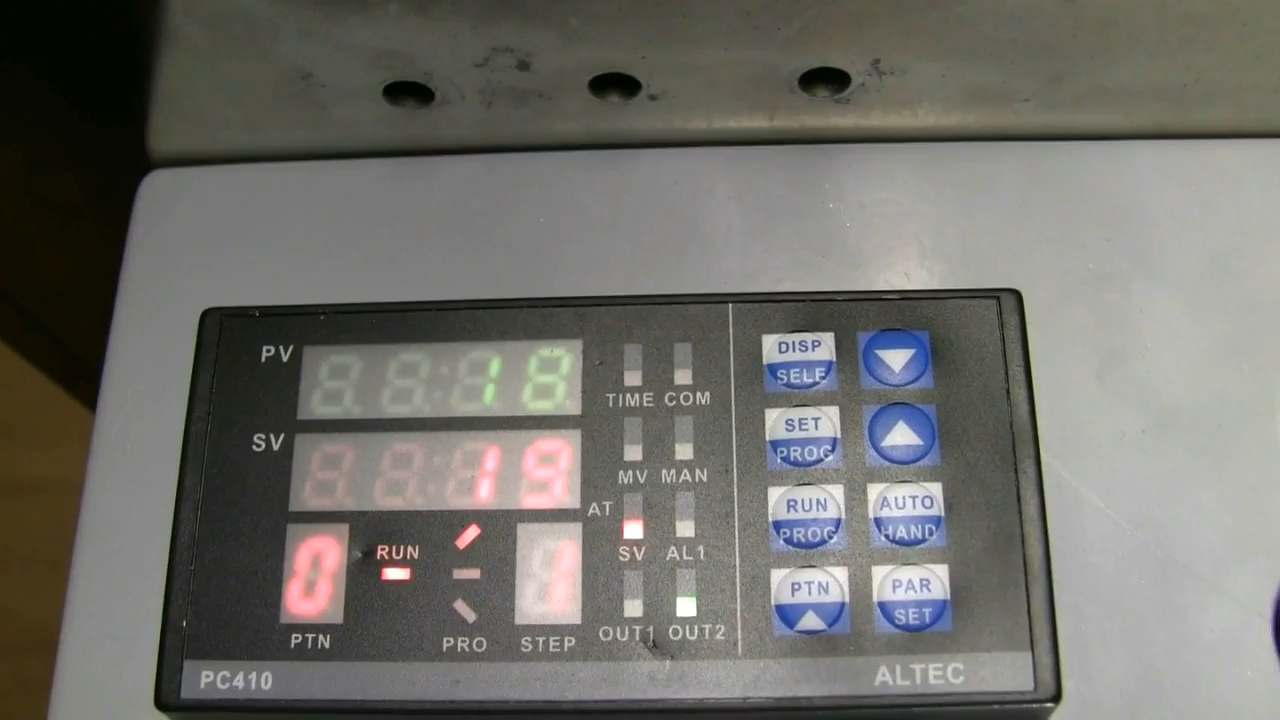 PV 18
SV 19
0 RUN 1
PTN PRO STEP
TIME COM
MV MAN
AT
SV AL1
OUT1 OUT2
DISP
SELE
SET
PROG
RUN
PROG
AUTO
HAND
PTN
PAR
SET
PC410 ALTEC